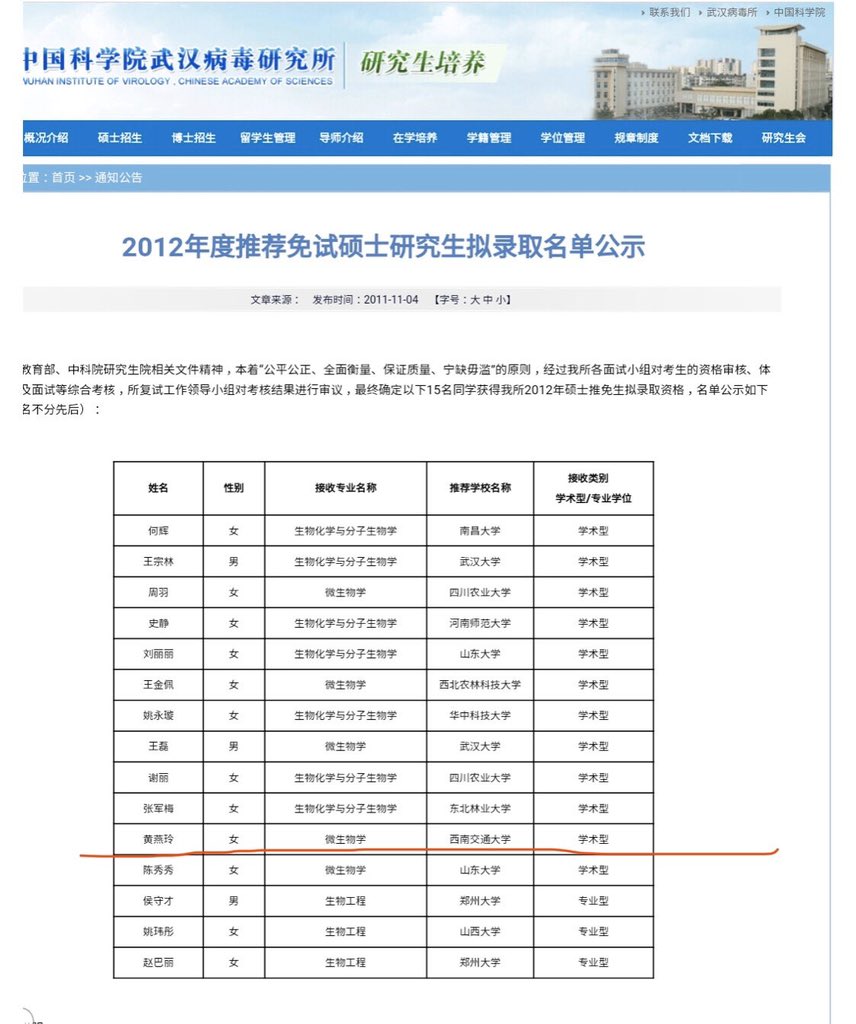 联系我们 武汉病毒所 中国科学院
中国科学院武汉病毒研究所 研究生培养
WUHAN INSTITUTE OF VIROLOGY , CHINESE ACADEMY OF SCIENCES
概况介绍 硕士招生 博士招生 留学生管理 导师介绍 在学培养 学籍管理 学位管理 规章制度 文档下载 研究生会
位置：首页 >> 通知公告
2012年度推荐免试硕士研究生拟录取名单公示
文章来源： 发布时间：2011-11-04 【字号：大 中 小】
教育部、中科院研究生院相关文件精神，本着“公平公正、全面衡量、保证质量、宁缺毋滥”的原则，经过我所各面试小组对考生的资格审核、体
及面试等综合考核，所复试工作领导小组对考核结果进行审议，最终确定以下15名同学获得我所2012年硕士推免生拟录取资格，名单公示如下
名不分先后）：
姓名 性别 接收专业名称 推荐学校名称 接收类别
学术型/专业学位
何辉 女 生物化学与分子生物学 南昌大学 学术型
王宗林 男 生物化学与分子生物学 武汉大学 学术型
周羽 女 微生物学 四川农业大学 学术型
史静 女 生物化学与分子生物学 河南师范大学 学术型
刘丽丽 女 生物化学与分子生物学 山东大学 学术型
王金佩 女 微生物学 西北农林科技大学 学术型
姚永璇 女 生物化学与分子生物学 华中科技大学 学术型
王磊 男 微生物学 武汉大学 学术型
谢丽 女 生物化学与分子生物学 四川农业大学 学术型
张军梅 女 生物化学与分子生物学 东北林业大学 学术型
黄燕玲 女 微生物学 西南交通大学 学术型
陈秀秀 女 微生物学 山东大学 学术型
侯守才 男 生物工程 郑州大学 专业型
姚玮彤 女 生物工程 山西大学 专业型
赵巴丽 女 生物工程 郑州大学 专业型